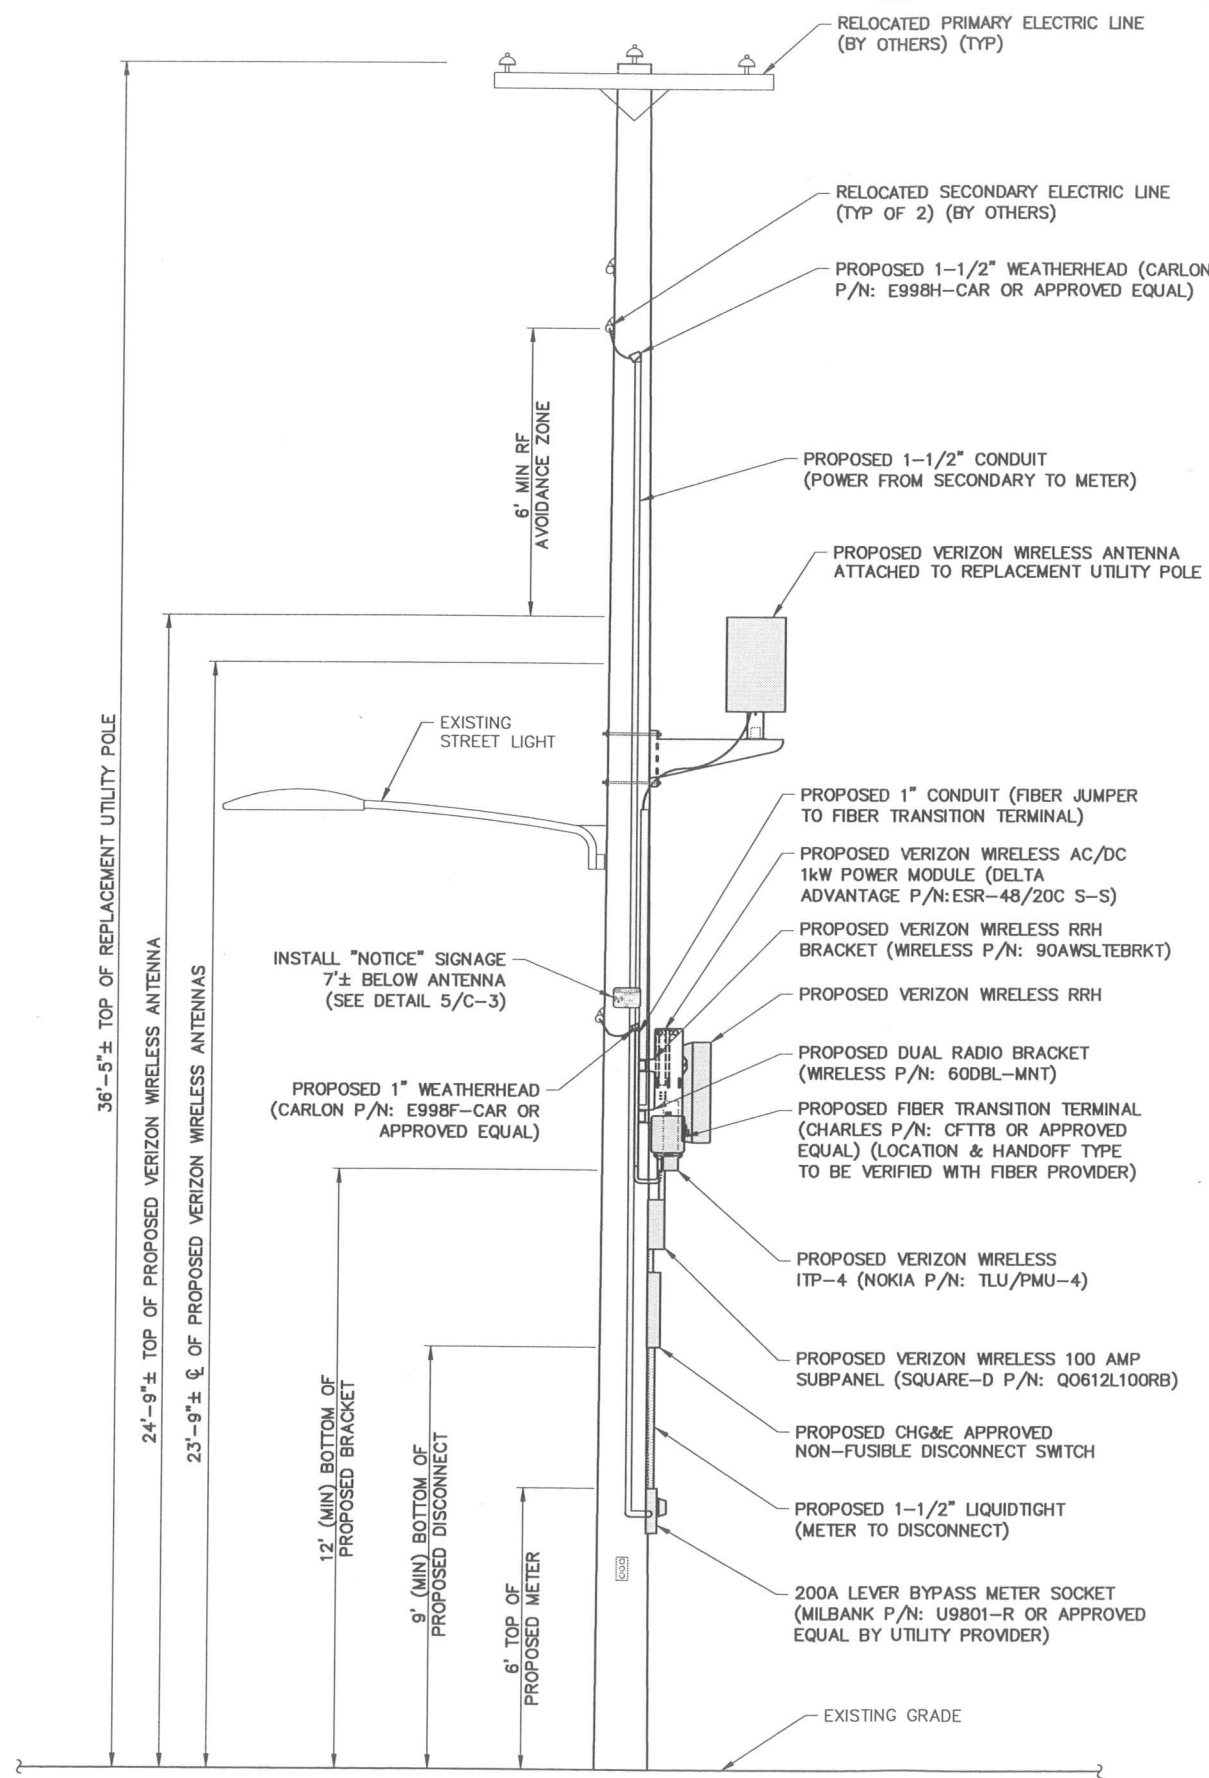 RELOCATED PRIMARY ELECTRIC LINE
(BY OTHERS) (TYP)
RELOCATED SECONDARY ELECTRIC LINE
(TYP OF 2) (BY OTHERS)
PROPOSED 1-1/2" WEATHERHEAD (CARLON
P/N: E998H-CAR OR APPROVED EQUAL)
6' MIN RF
AVOIDANCE ZONE
PROPOSED 1-1/2" CONDUIT
(POWER FROM SECONDARY TO METER)
PROPOSED VERIZON WIRELESS ANTENNA
ATTACHED TO REPLACEMENT UTILITY POLE
EXISTING
STREET LIGHT
36'-5"± TOP OF REPLACEMENT UTILITY POLE
24'-9"± TOP OF PROPOSED VERIZON WIRELESS ANTENNA
23'-9"± ℄ OF PROPOSED VERIZON WIRELESS ANTENNAS
PROPOSED 1" CONDUIT (FIBER JUMPER
TO FIBER TRANSITION TERMINAL)
PROPOSED VERIZON WIRELESS AC/DC
1kW POWER MODULE (DELTA
ADVANTAGE P/N: ESR-48/20C S-S)
PROPOSED VERIZON WIRELESS RRH
BRACKET (WIRELESS P/N: 90AWSLTEBRKT)
INSTALL "NOTICE" SIGNAGE
7'± BELOW ANTENNA
(SEE DETAIL 5/C-3)
PROPOSED VERIZON WIRELESS RRH
PROPOSED DUAL RADIO BRACKET
(WIRELESS P/N: 60DBL-MNT)
PROPOSED 1" WEATHERHEAD
(CARLON P/N: E998F-CAR OR
APPROVED EQUAL)
PROPOSED FIBER TRANSITION TERMINAL
(CHARLES P/N: CFTT8 OR APPROVED
EQUAL) (LOCATION & HANDOFF TYPE
TO BE VERIFIED WITH FIBER PROVIDER)
PROPOSED VERIZON WIRELESS
ITP-4 (NOKIA P/N: TLU/PMU-4)
12' (MIN) BOTTOM OF
PROPOSED BRACKET
9' (MIN) BOTTOM OF
PROPOSED DISCONNECT
6' TOP OF
PROPOSED METER
PROPOSED VERIZON WIRELESS 100 AMP
SUBPANEL (SQUARE-D P/N: QO612L100RB)
PROPOSED CHG&E APPROVED
NON-FUSIBLE DISCONNECT SWITCH
PROPOSED 1-1/2" LIQUIDTIGHT
(METER TO DISCONNECT)
200A LEVER BYPASS METER SOCKET
(MILBANK P/N: U9801-R OR APPROVED
EQUAL BY UTILITY PROVIDER)
EXISTING GRADE